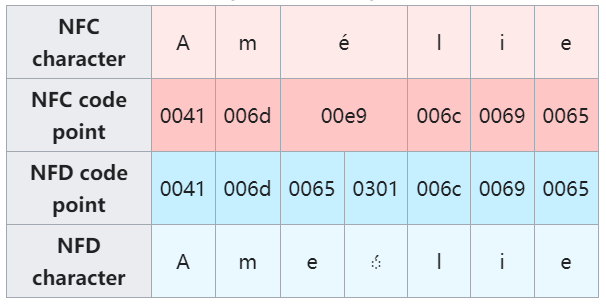 NFC character A m é l i e
NFC code point 0041 006d 00e9 006c 0069 0065
NFD code point 0041 006d 0065 0301 006c 0069 0065
NFD character A m e ◌́ l i e